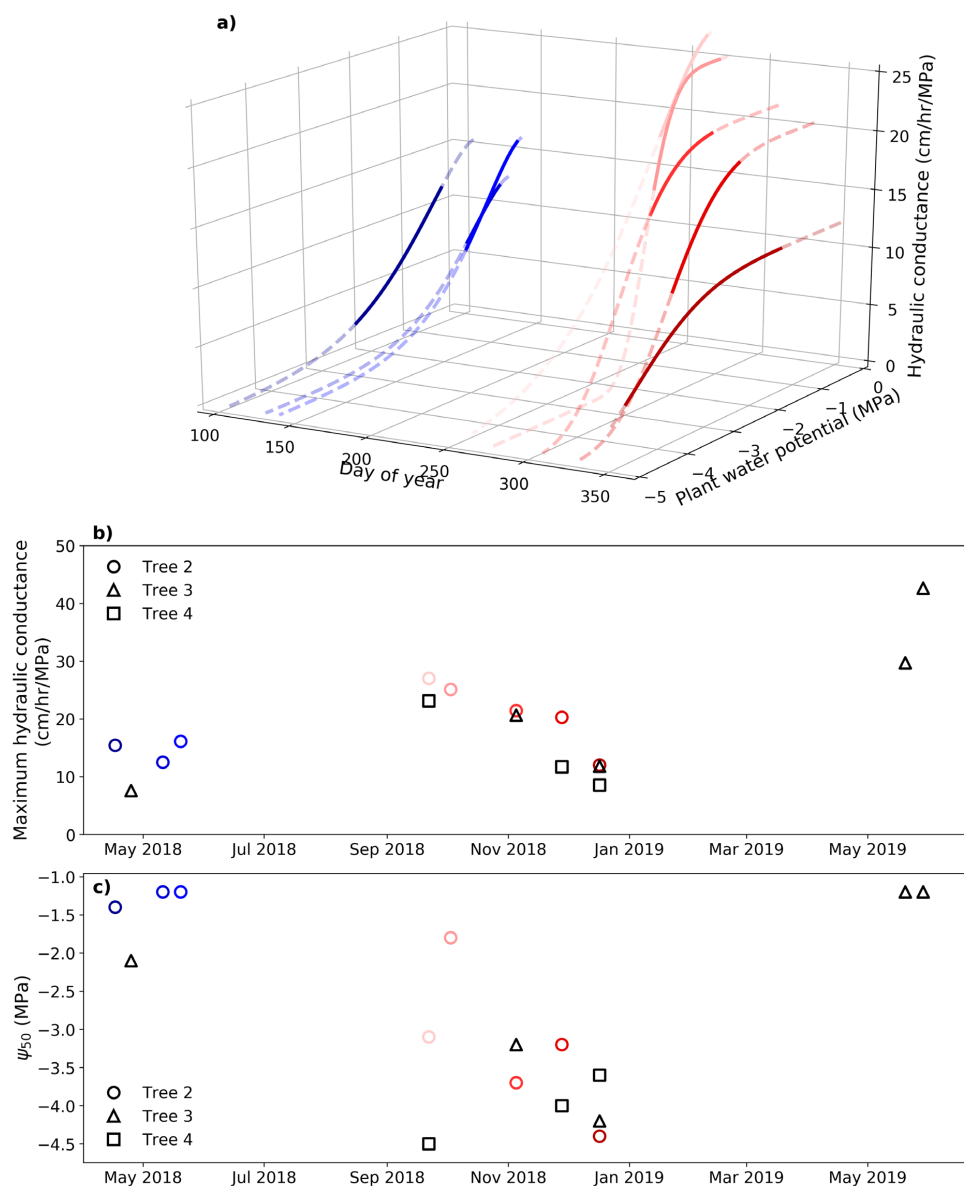 a)
25
20
15
10
5
0
Hydraulic conductance (cm/hr/MPa)
0
−1
−2
−3
−4
−5
Plant water potential (MPa)
100
150
200
250
300
350
Day of year
b)
50
40
30
20
10
0
Maximum hydraulic conductance
(cm/hr/MPa)
Tree 2
Tree 3
Tree 4
May 2018 Jul 2018 Sep 2018 Nov 2018 Jan 2019 Mar 2019 May 2019
c)
−1.0
−1.5
−2.0
−2.5
−3.0
−3.5
−4.0
−4.5
ψ50 (MPa)
Tree 2
Tree 3
Tree 4
May 2018 Jul 2018 Sep 2018 Nov 2018 Jan 2019 Mar 2019 May 2019